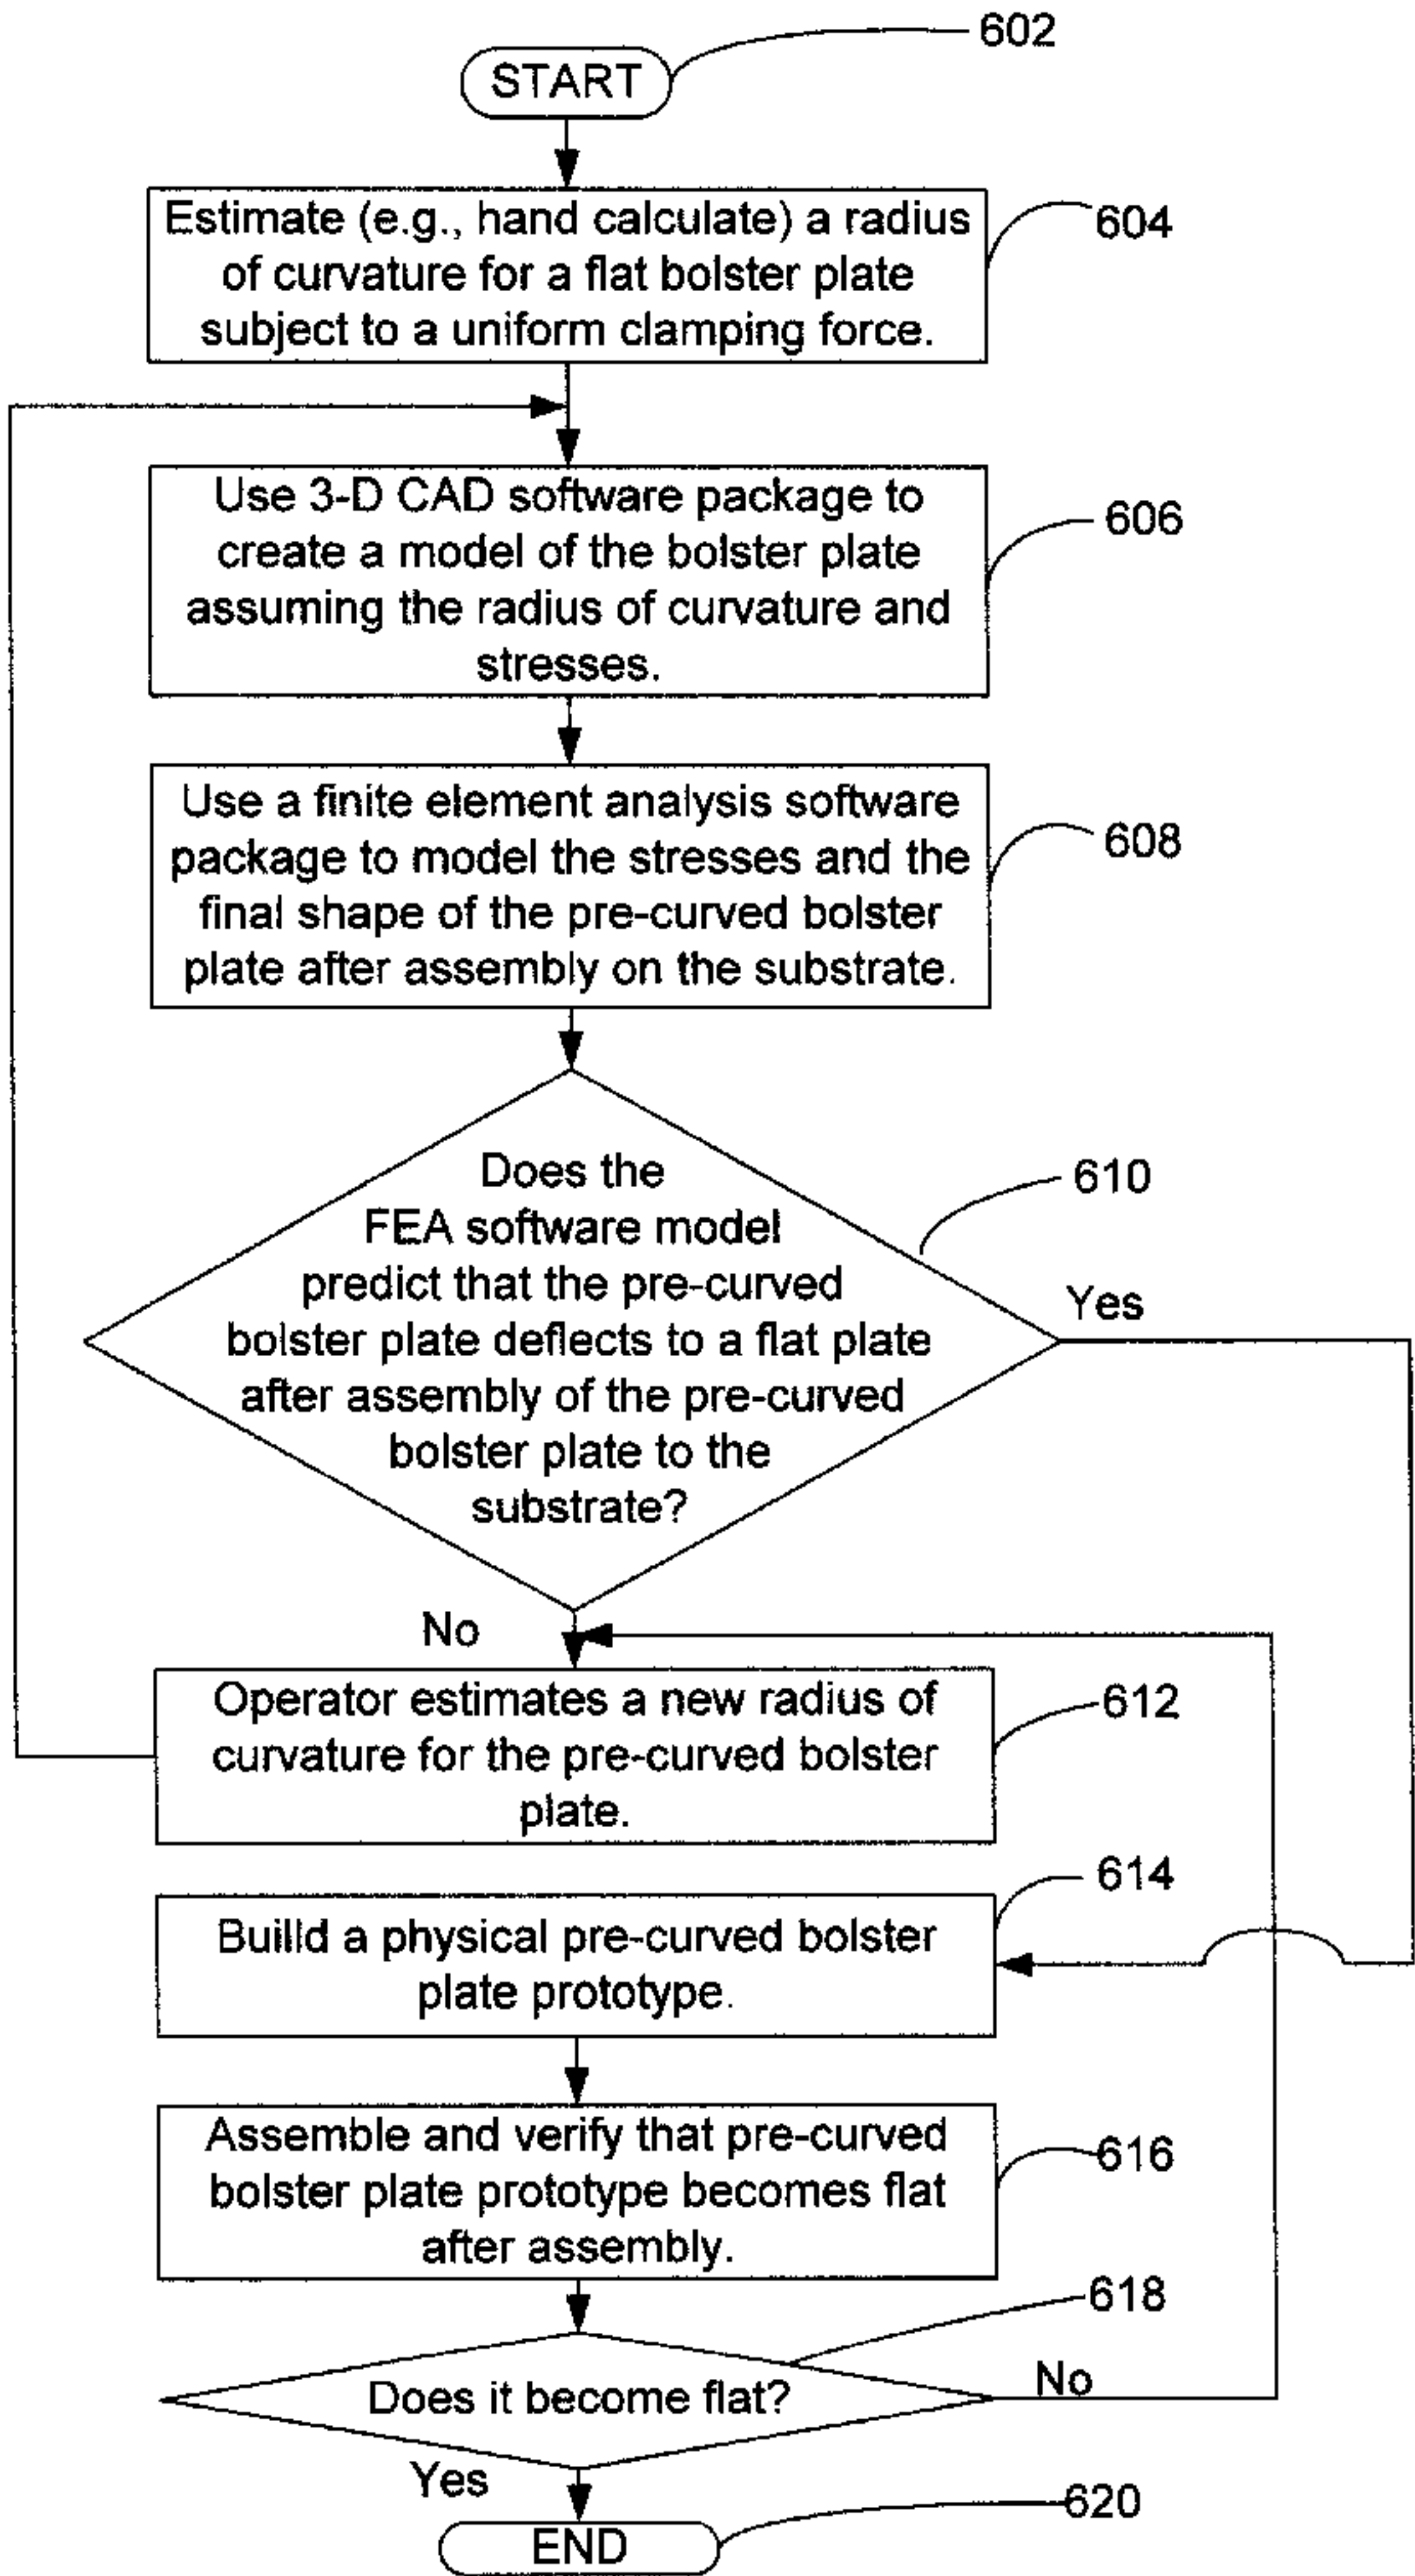 602
START
Estimate (e.g., hand calculate) a radius
of curvature for a flat bolster plate
subject to a uniform clamping force.
604
Use 3-D CAD software package to
create a model of the bolster plate
assuming the radius of curvature and
stresses.
606
Use a finite element analysis software
package to model the stresses and the
final shape of the pre-curved bolster
plate after assembly on the substrate.
608
Does the
FEA software model
predict that the pre-curved
bolster plate deflects to a flat plate
after assembly of the pre-curved
bolster plate to the
substrate?
610
Yes
No
Operator estimates a new radius of
curvature for the pre-curved bolster
plate.
612
614
Builld a physical pre-curved bolster
plate prototype.
Assemble and verify that pre-curved
bolster plate prototype becomes flat
after assembly.
616
618
Does it become flat?
No
Yes
END
620